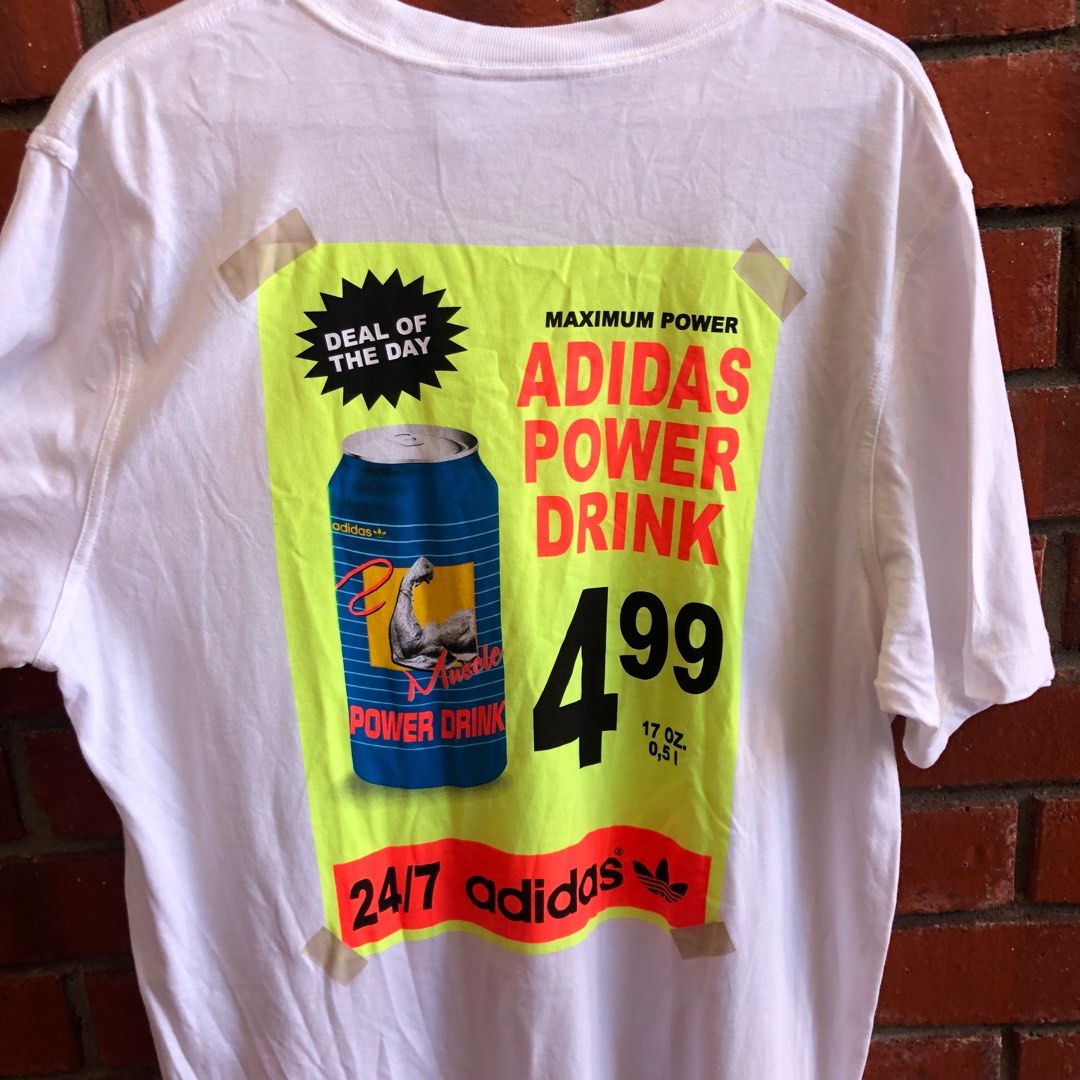 DEAL OF
THE DAY
MAXIMUM POWER
ADIDAS
POWER
DRINK
adidas
Muscle
POWER DRINK
4 99
17 OZ.
0,5 l
24/7 adidas®